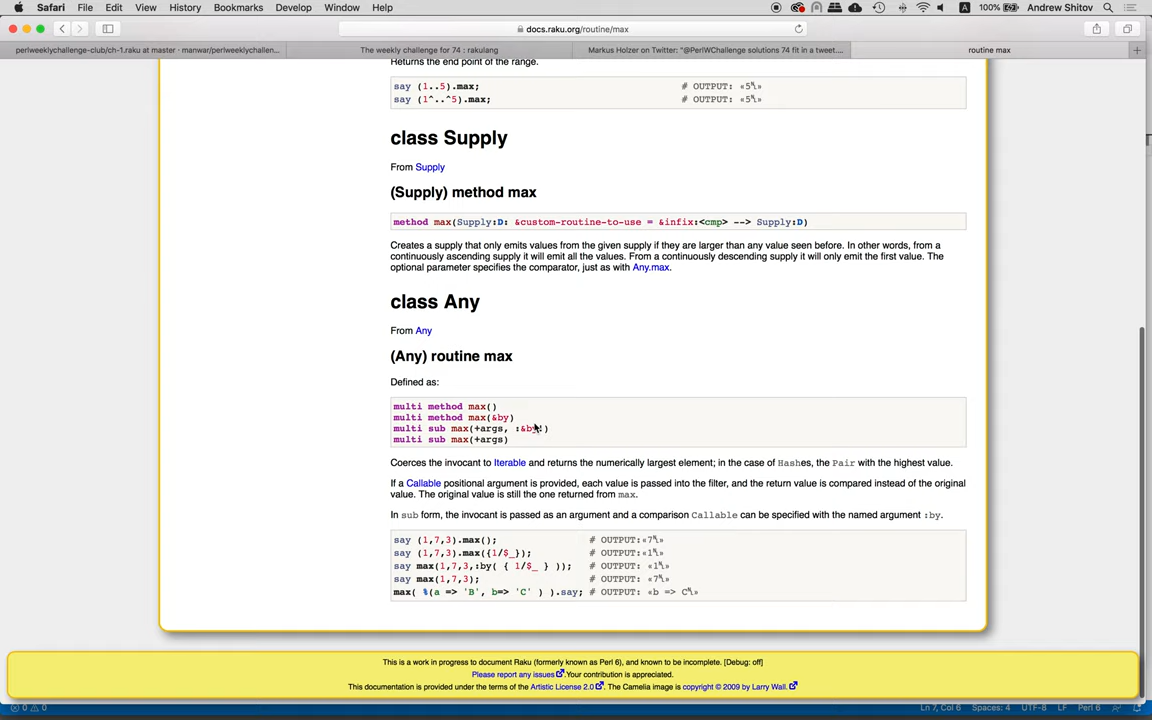 Safari File Edit View History Bookmarks Develop Window Help 100% Andrew Shitov
docs.raku.org/routine/max
perlweeklychallenge-club/ch-1.raku at master · manwar/perlweeklychallen... The weekly challenge for 74 : rakulang Markus Holzer on Twitter: "@PerlWChallenge solutions 74 fit in a tweet.... routine max
Returns the end point of the range.
say (1..5).max; # OUTPUT: «5␤»
say (1^..^5).max; # OUTPUT: «5␤»
class Supply
From Supply
(Supply) method max
method max(Supply:D: &custom-routine-to-use = &infix:<cmp> --> Supply:D)
Creates a supply that only emits values from the given supply if they are larger than any value seen before. In other words, from a
continuously ascending supply it will emit all the values. From a continuously descending supply it will only emit the first value. The
optional parameter specifies the comparator, just as with Any.max.
class Any
From Any
(Any) routine max
Defined as:
multi method max()
multi method max(&by)
multi sub max(+args, :&by!)
multi sub max(+args)
Coerces the invocant to Iterable and returns the numerically largest element; in the case of Hashes, the Pair with the highest value.
If a Callable positional argument is provided, each value is passed into the filter, and the return value is compared instead of the original
value. The original value is still the one returned from max.
In sub form, the invocant is passed as an argument and a comparison Callable can be specified with the named argument :by.
say (1,7,3).max(); # OUTPUT:«7␤»
say (1,7,3).max({1/$_}); # OUTPUT:«1␤»
say max(1,7,3,:by( { 1/$_ } )); # OUTPUT: «1␤»
say max(1,7,3); # OUTPUT: «7␤»
max( %(a => 'B', b=> 'C' ) ).say; # OUTPUT: «b => C␤»
This is a work in progress to document Raku (formerly known as Perl 6), and known to be incomplete. [Debug: off]
Please report any issues. Your contribution is appreciated.
This documentation is provided under the terms of the Artistic License 2.0. The Camelia image is copyright © 2009 by Larry Wall.
0 0 Ln 7, Col 6 Spaces: 4 UTF-8 LF Perl 6